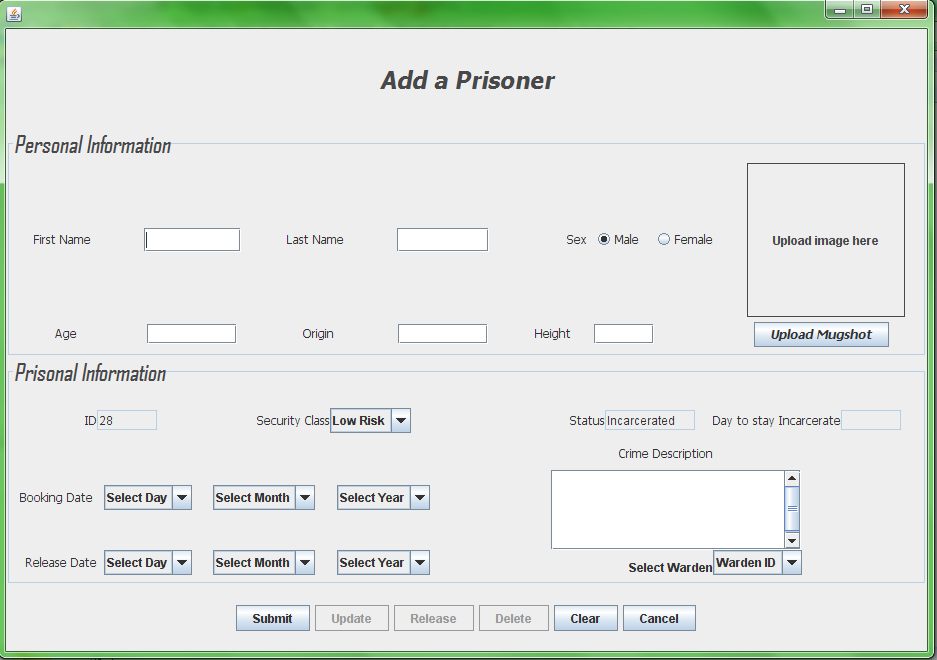 Add a Prisoner
Personal Information
Upload image here
First Name Last Name Sex Male Female
Age Origin Height Upload Mugshot
Prisonal Information
ID 28 Security Class Low Risk Status Incarcerated Day to stay Incarcerate
Crime Description
Booking Date Select Day Select Month Select Year
Release Date Select Day Select Month Select Year Select Warden Warden ID
Submit Update Release Delete Clear Cancel